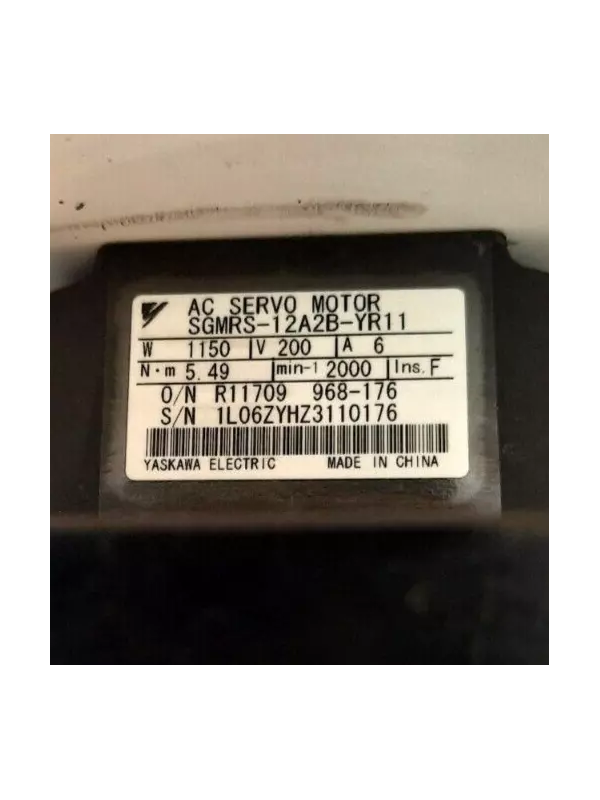 AC SERVO MOTOR
SGMRS-12A2B-YR11
W 1150 V 200 A 6
N·m 5.49 min-1 2000 Ins. F
O/N R11709 968-176
S/N 1L06ZYHZ3110176
YASKAWA ELECTRIC MADE IN CHINA